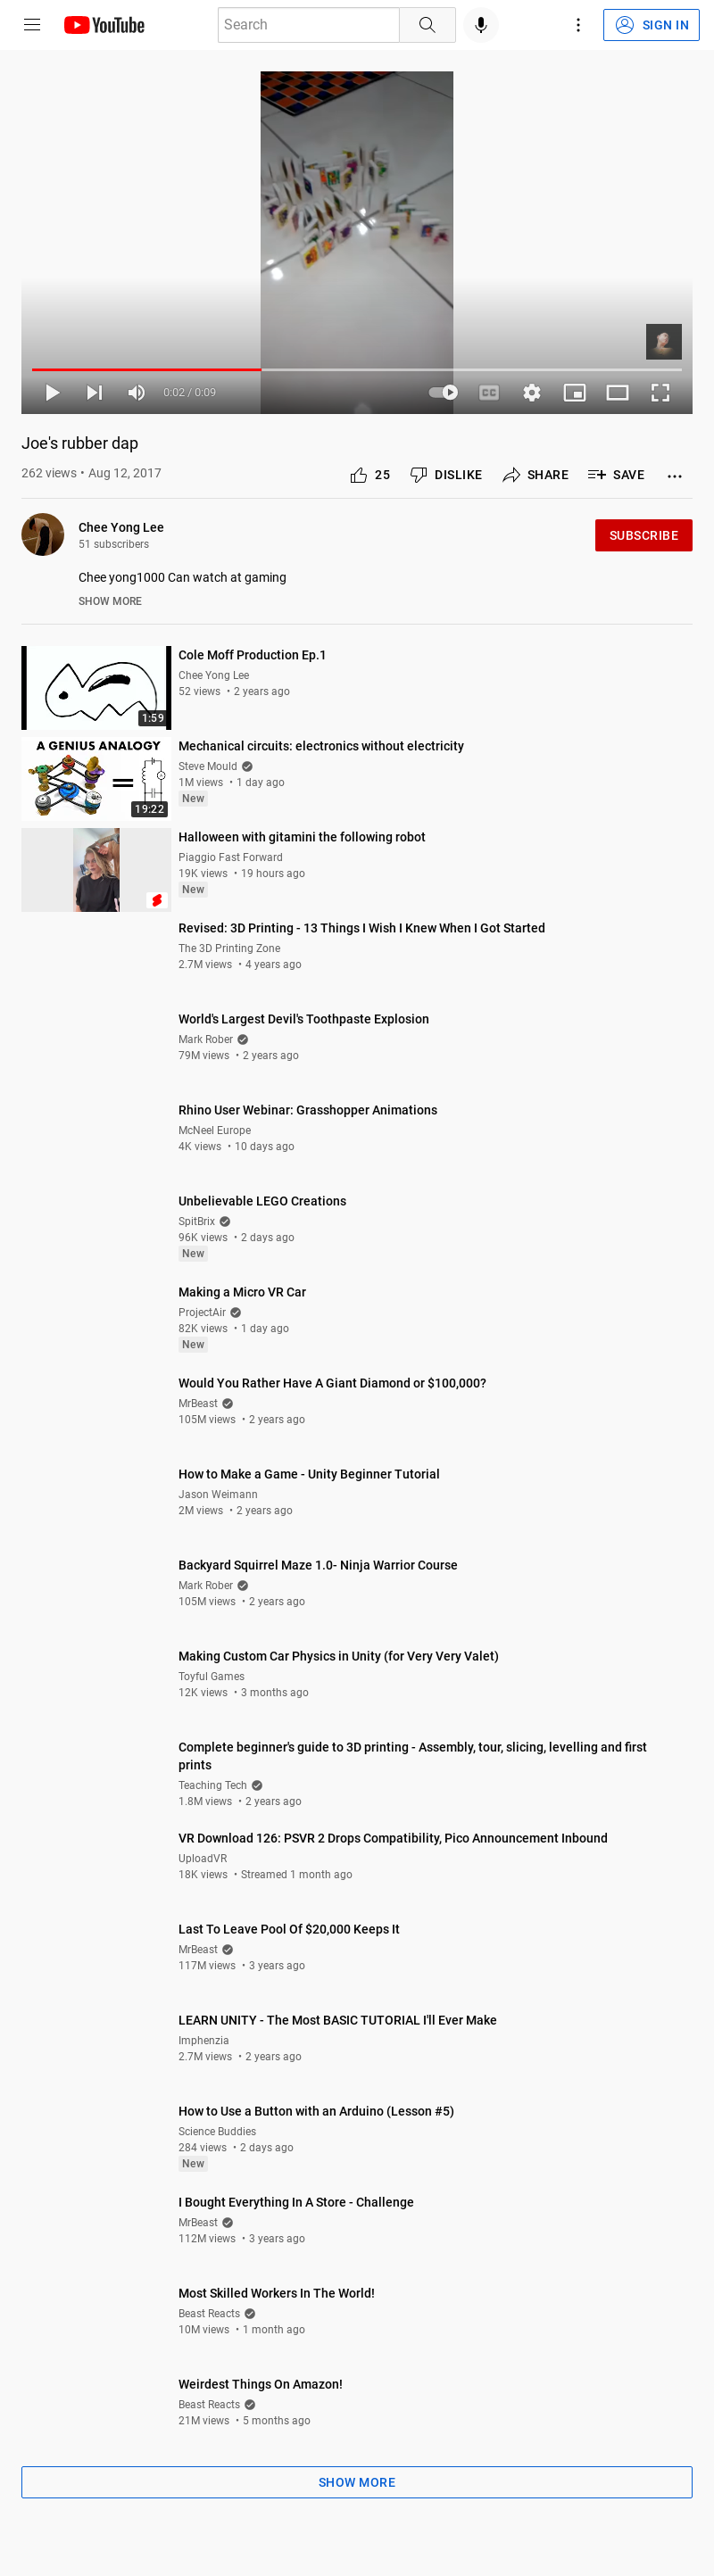 YouTube
Search
SIGN IN
0:02 / 0:09
CC
Joe's rubber dap
262 views • Aug 12, 2017
25
DISLIKE
SHARE
SAVE
Chee Yong Lee
51 subscribers
SUBSCRIBE
Chee yong1000 Can watch at gaming
SHOW MORE
1:59
Cole Moff Production Ep.1
Chee Yong Lee
52 views • 2 years ago
A GENIUS ANALOGY
=
19:22
Mechanical circuits: electronics without electricity
Steve Mould
1M views • 1 day ago
New
Halloween with gitamini the following robot
Piaggio Fast Forward
19K views • 19 hours ago
New
Revised: 3D Printing - 13 Things I Wish I Knew When I Got Started
The 3D Printing Zone
2.7M views • 4 years ago
World's Largest Devil's Toothpaste Explosion
Mark Rober
79M views • 2 years ago
Rhino User Webinar: Grasshopper Animations
McNeel Europe
4K views • 10 days ago
Unbelievable LEGO Creations
SpitBrix
96K views • 2 days ago
New
Making a Micro VR Car
ProjectAir
82K views • 1 day ago
New
Would You Rather Have A Giant Diamond or $100,000?
MrBeast
105M views • 2 years ago
How to Make a Game - Unity Beginner Tutorial
Jason Weimann
2M views • 2 years ago
Backyard Squirrel Maze 1.0- Ninja Warrior Course
Mark Rober
105M views • 2 years ago
Making Custom Car Physics in Unity (for Very Very Valet)
Toyful Games
12K views • 3 months ago
Complete beginner's guide to 3D printing - Assembly, tour, slicing, levelling and first
prints
Teaching Tech
1.8M views • 2 years ago
VR Download 126: PSVR 2 Drops Compatibility, Pico Announcement Inbound
UploadVR
18K views • Streamed 1 month ago
Last To Leave Pool Of $20,000 Keeps It
MrBeast
117M views • 3 years ago
LEARN UNITY - The Most BASIC TUTORIAL I'll Ever Make
Imphenzia
2.7M views • 2 years ago
How to Use a Button with an Arduino (Lesson #5)
Science Buddies
284 views • 2 days ago
New
I Bought Everything In A Store - Challenge
MrBeast
112M views • 3 years ago
Most Skilled Workers In The World!
Beast Reacts
10M views • 1 month ago
Weirdest Things On Amazon!
Beast Reacts
21M views • 5 months ago
SHOW MORE